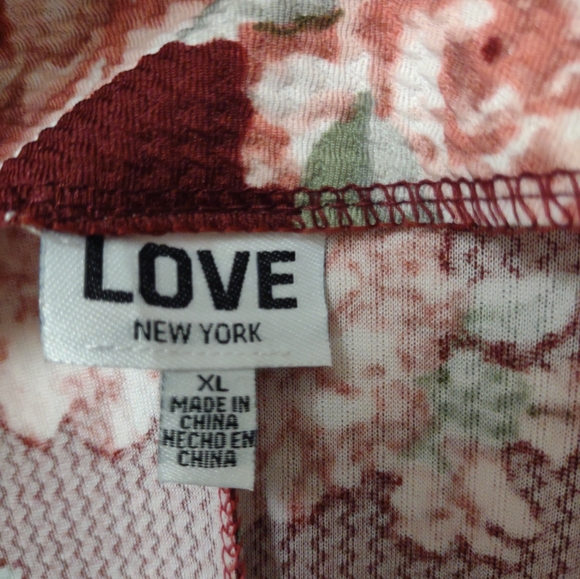 LOVE
NEW YORK
XL
MADE IN
CHINA
HECHO EN
CHINA